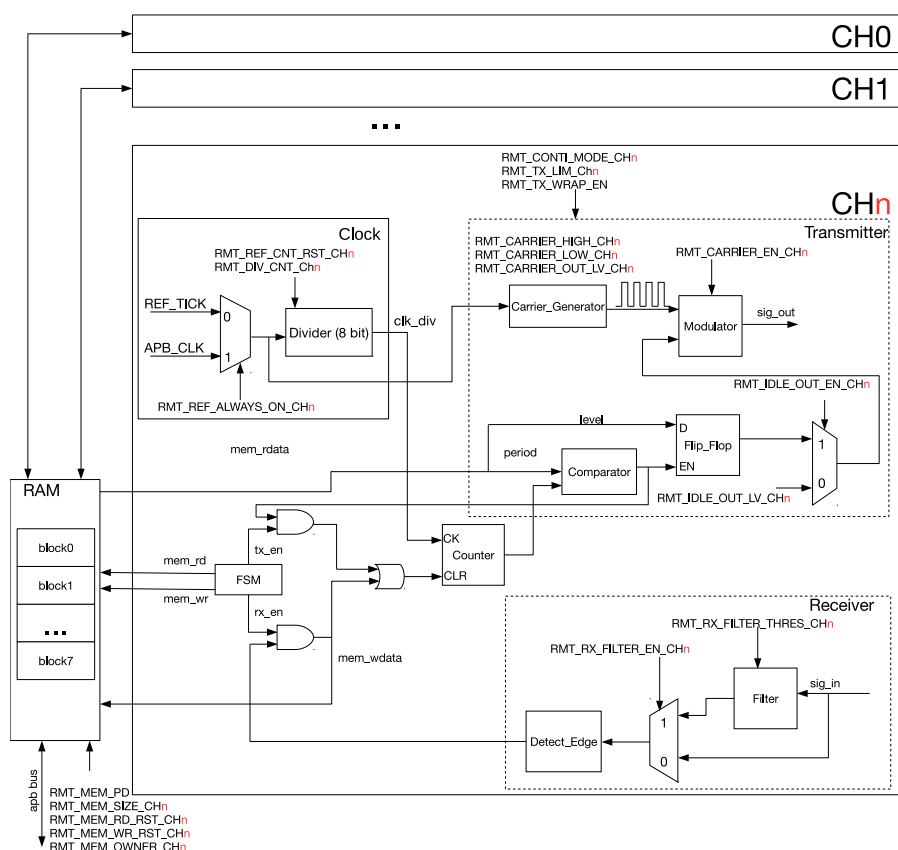 CH0
CH1
...
RMT_CONTI_MODE_CHn
RMT_TX_LIM_Chn
RMT_TX_WRAP_EN
CHn
Clock
Transmitter
RMT_REF_CNT_RST_CHn
RMT_DIV_CNT_Chn
RMT_CARRIER_HIGH_CHn
RMT_CARRIER_LOW_CHn
RMT_CARRIER_OUT_LV_CHn
RMT_CARRIER_EN_CHn
REF_TICK
0
Divider (8 bit)
clk_div
Carrier_Generator
Modulator
sig_out
APB_CLK
1
RMT_REF_ALWAYS_ON_CHn
RMT_IDLE_OUT_EN_CHn
mem_rdata
level
period
D
Flip_Flop
EN
1
0
Comparator
RMT_IDLE_OUT_LV_CHn
RAM
block0
block1
...
block7
mem_rd
mem_wr
FSM
tx_en
rx_en
CK
Counter
CLR
mem_wdata
Receiver
RMT_RX_FILTER_THRES_CHn
RMT_RX_FILTER_EN_CHn
sig_in
Filter
1
0
Detect_Edge
apb bus
RMT_MEM_PD
RMT_MEM_SIZE_CHn
RMT_MEM_RD_RST_CHn
RMT_MEM_WR_RST_CHn
RMT_MEM_OWNER_CHn